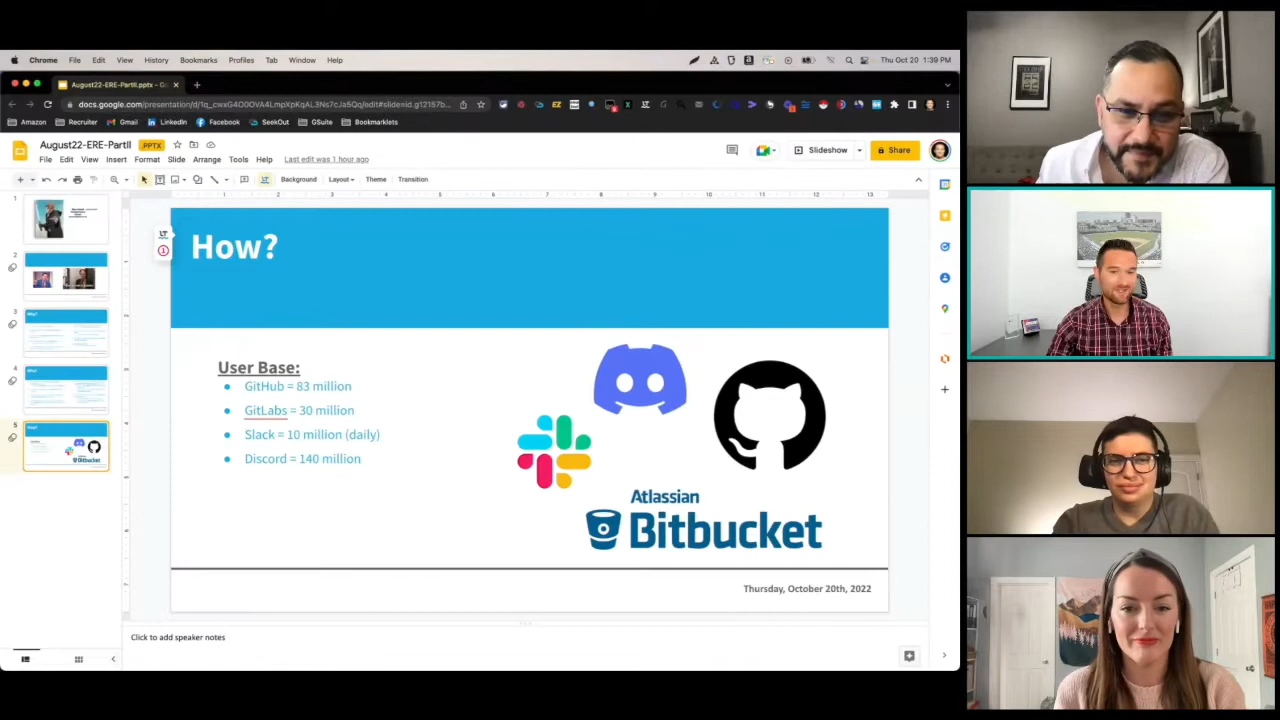 Chrome File Edit View History Bookmarks Profiles Tab Window Help
Thu Oct 20 1:39 PM
August22-ERE-PartII.pptx - Go
Amazon Recruiter Gmail LinkedIn Facebook SeekOut GSuite Bookmarklets
August22-ERE-PartII .PPTX
Slideshow Share
File Edit View Insert Format Slide Arrange Tools Help Last edit was 1 hour ago
Background Layout Theme Transition
How?
User Base:
GitHub = 83 million
GitLabs = 30 million
Slack = 10 million (daily)
Discord = 140 million
Atlassian
Bitbucket
Thursday, October 20th, 2022
Click to add speaker notes